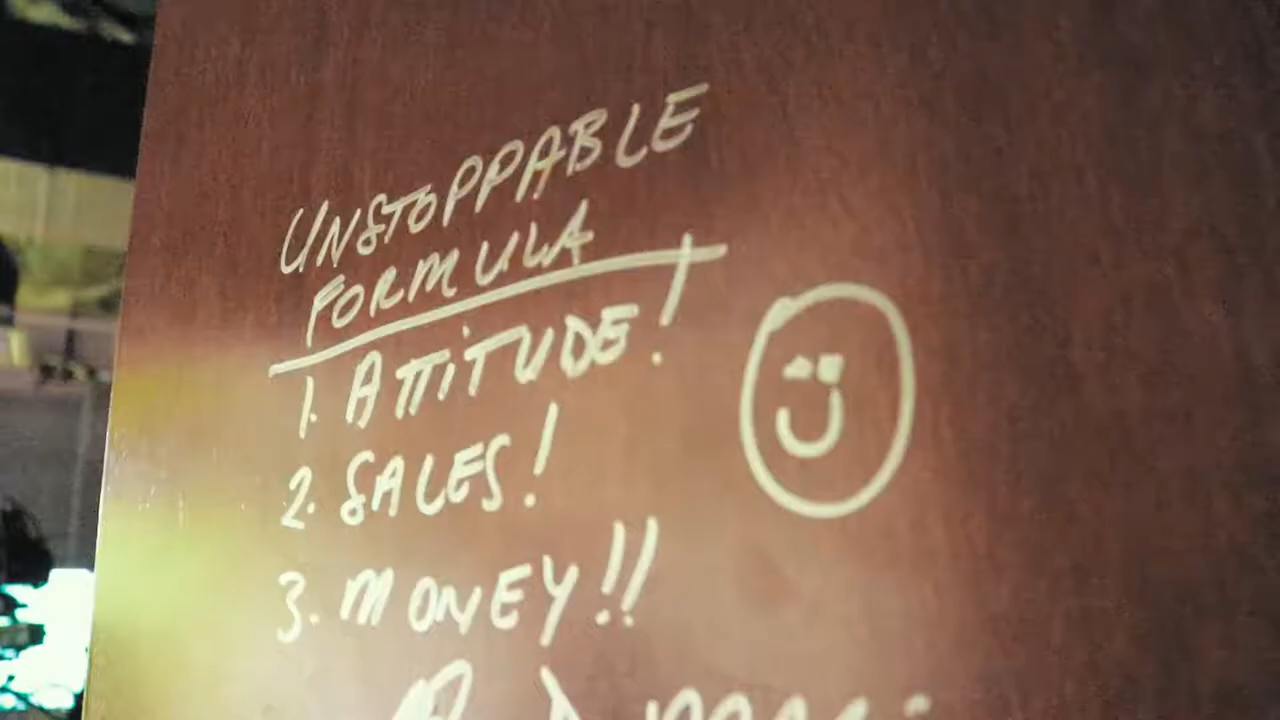 UNSTOPPABLE
FORMULA
1. ATTITUDE!
2. SALES!
3. MONEY!!